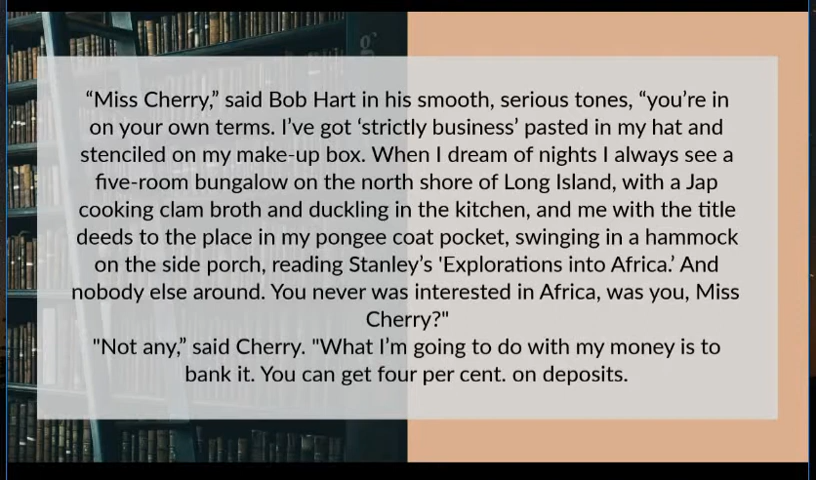 “Miss Cherry,” said Bob Hart in his smooth, serious tones, “you’re in
on your own terms. I’ve got ‘strictly business’ pasted in my hat and
stenciled on my make-up box. When I dream of nights I always see a
five-room bungalow on the north shore of Long Island, with a Jap
cooking clam broth and duckling in the kitchen, and me with the title
deeds to the place in my pongee coat pocket, swinging in a hammock
on the side porch, reading Stanley’s 'Explorations into Africa.’ And
nobody else around. You never was interested in Africa, was you, Miss
Cherry?"
"Not any,” said Cherry. "What I’m going to do with my money is to
bank it. You can get four per cent. on deposits.